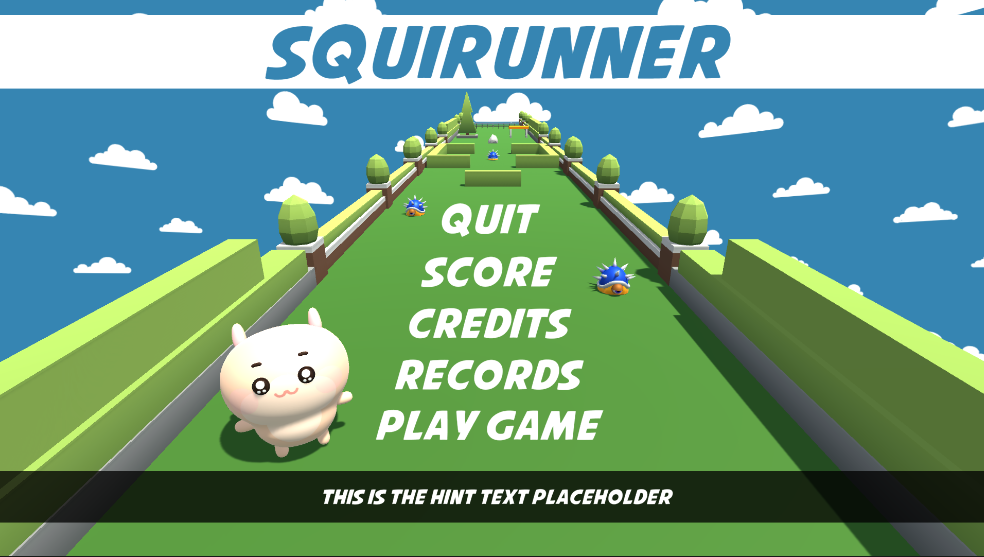 SQUIRUNNER
QUIT
SCORE
CREDITS
RECORDS
PLAY GAME
THIS IS THE HINT TEXT PLACEHOLDER